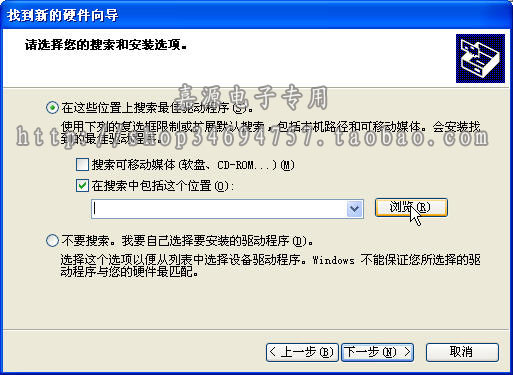 找到新的硬件向导
请选择您的搜索和安装选项。
嘉源电子专用
在这些位置上搜索最佳驱动程序(S)。
使用下列的复选框限制或扩展默认搜索,包括本机路径和可移动媒体。会安装找
到的最佳驱动程序。
http://shop34694757.taobao.com
搜索可移动媒体(软盘、CD-ROM...)(M)
在搜索中包括这个位置(O):
浏览(R)
不要搜索。我要自己选择要安装的驱动程序(D)。
选择这个选项以便从列表中选择设备驱动程序。Windows 不能保证您所选择的驱
动程序与您的硬件最匹配。
< 上一步(B) 下一步(N) > 取消